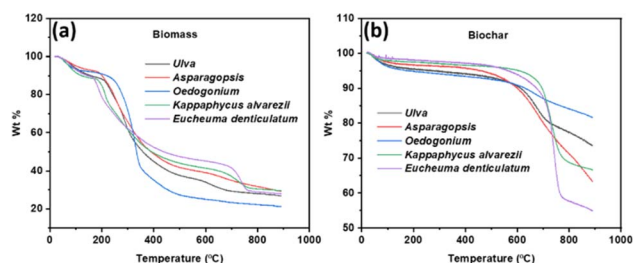 (a)
Biomass
Ulva
Asparagopsis
Oedogonium
Kappaphycus alvarezii
Eucheuma denticulatum
Wt %
120
100
80
60
40
20
0
200
400
600
800
1000
Temperature (ºC)
(b)
Biochar
Ulva
Asparagopsis
Oedogonium
Kappaphycus alvarezii
Eucheuma denticulatum
Wt %
110
100
90
80
70
60
50
0
200
400
600
800
1000
Temperature (ºC)